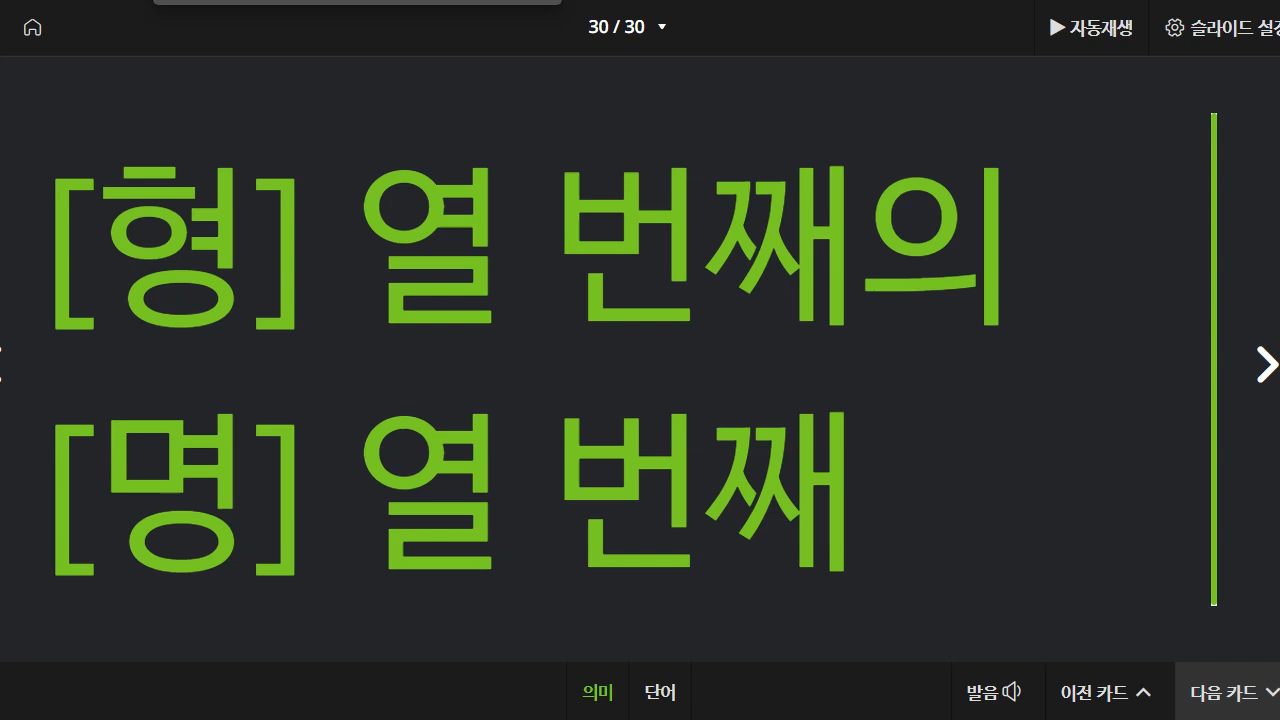 30 / 30
자동재생
슬라이드 설정
[형] 열 번째의
[명] 열 번째
의미
단어
발음
이전 카드
다음 카드